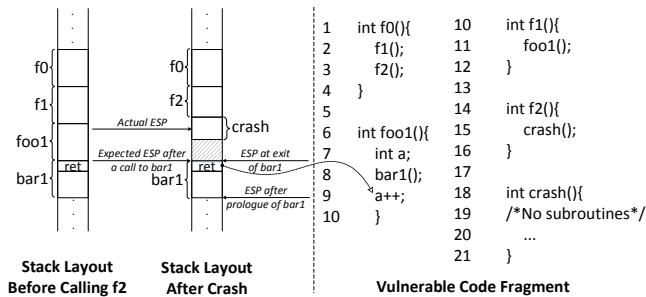 f0
f1
foo1
bar1
ret
Actual ESP
Expected ESP after
a call to bar1
f0
f2
crash
ret
bar1
ESP at exit
of bar1
ESP after
prologue of bar1
Stack Layout
Before Calling f2
Stack Layout
After Crash
1 int f0(){
2 f1();
3 f2();
4 }
5
6 int foo1(){
7 int a;
8 bar1();
9 a++;
10 }
10 int f1(){
11 foo1();
12 }
13
14 int f2(){
15 crash();
16 }
17
18 int crash(){
19 /*No subroutines*/
20 ...
21 }
Vulnerable Code Fragment